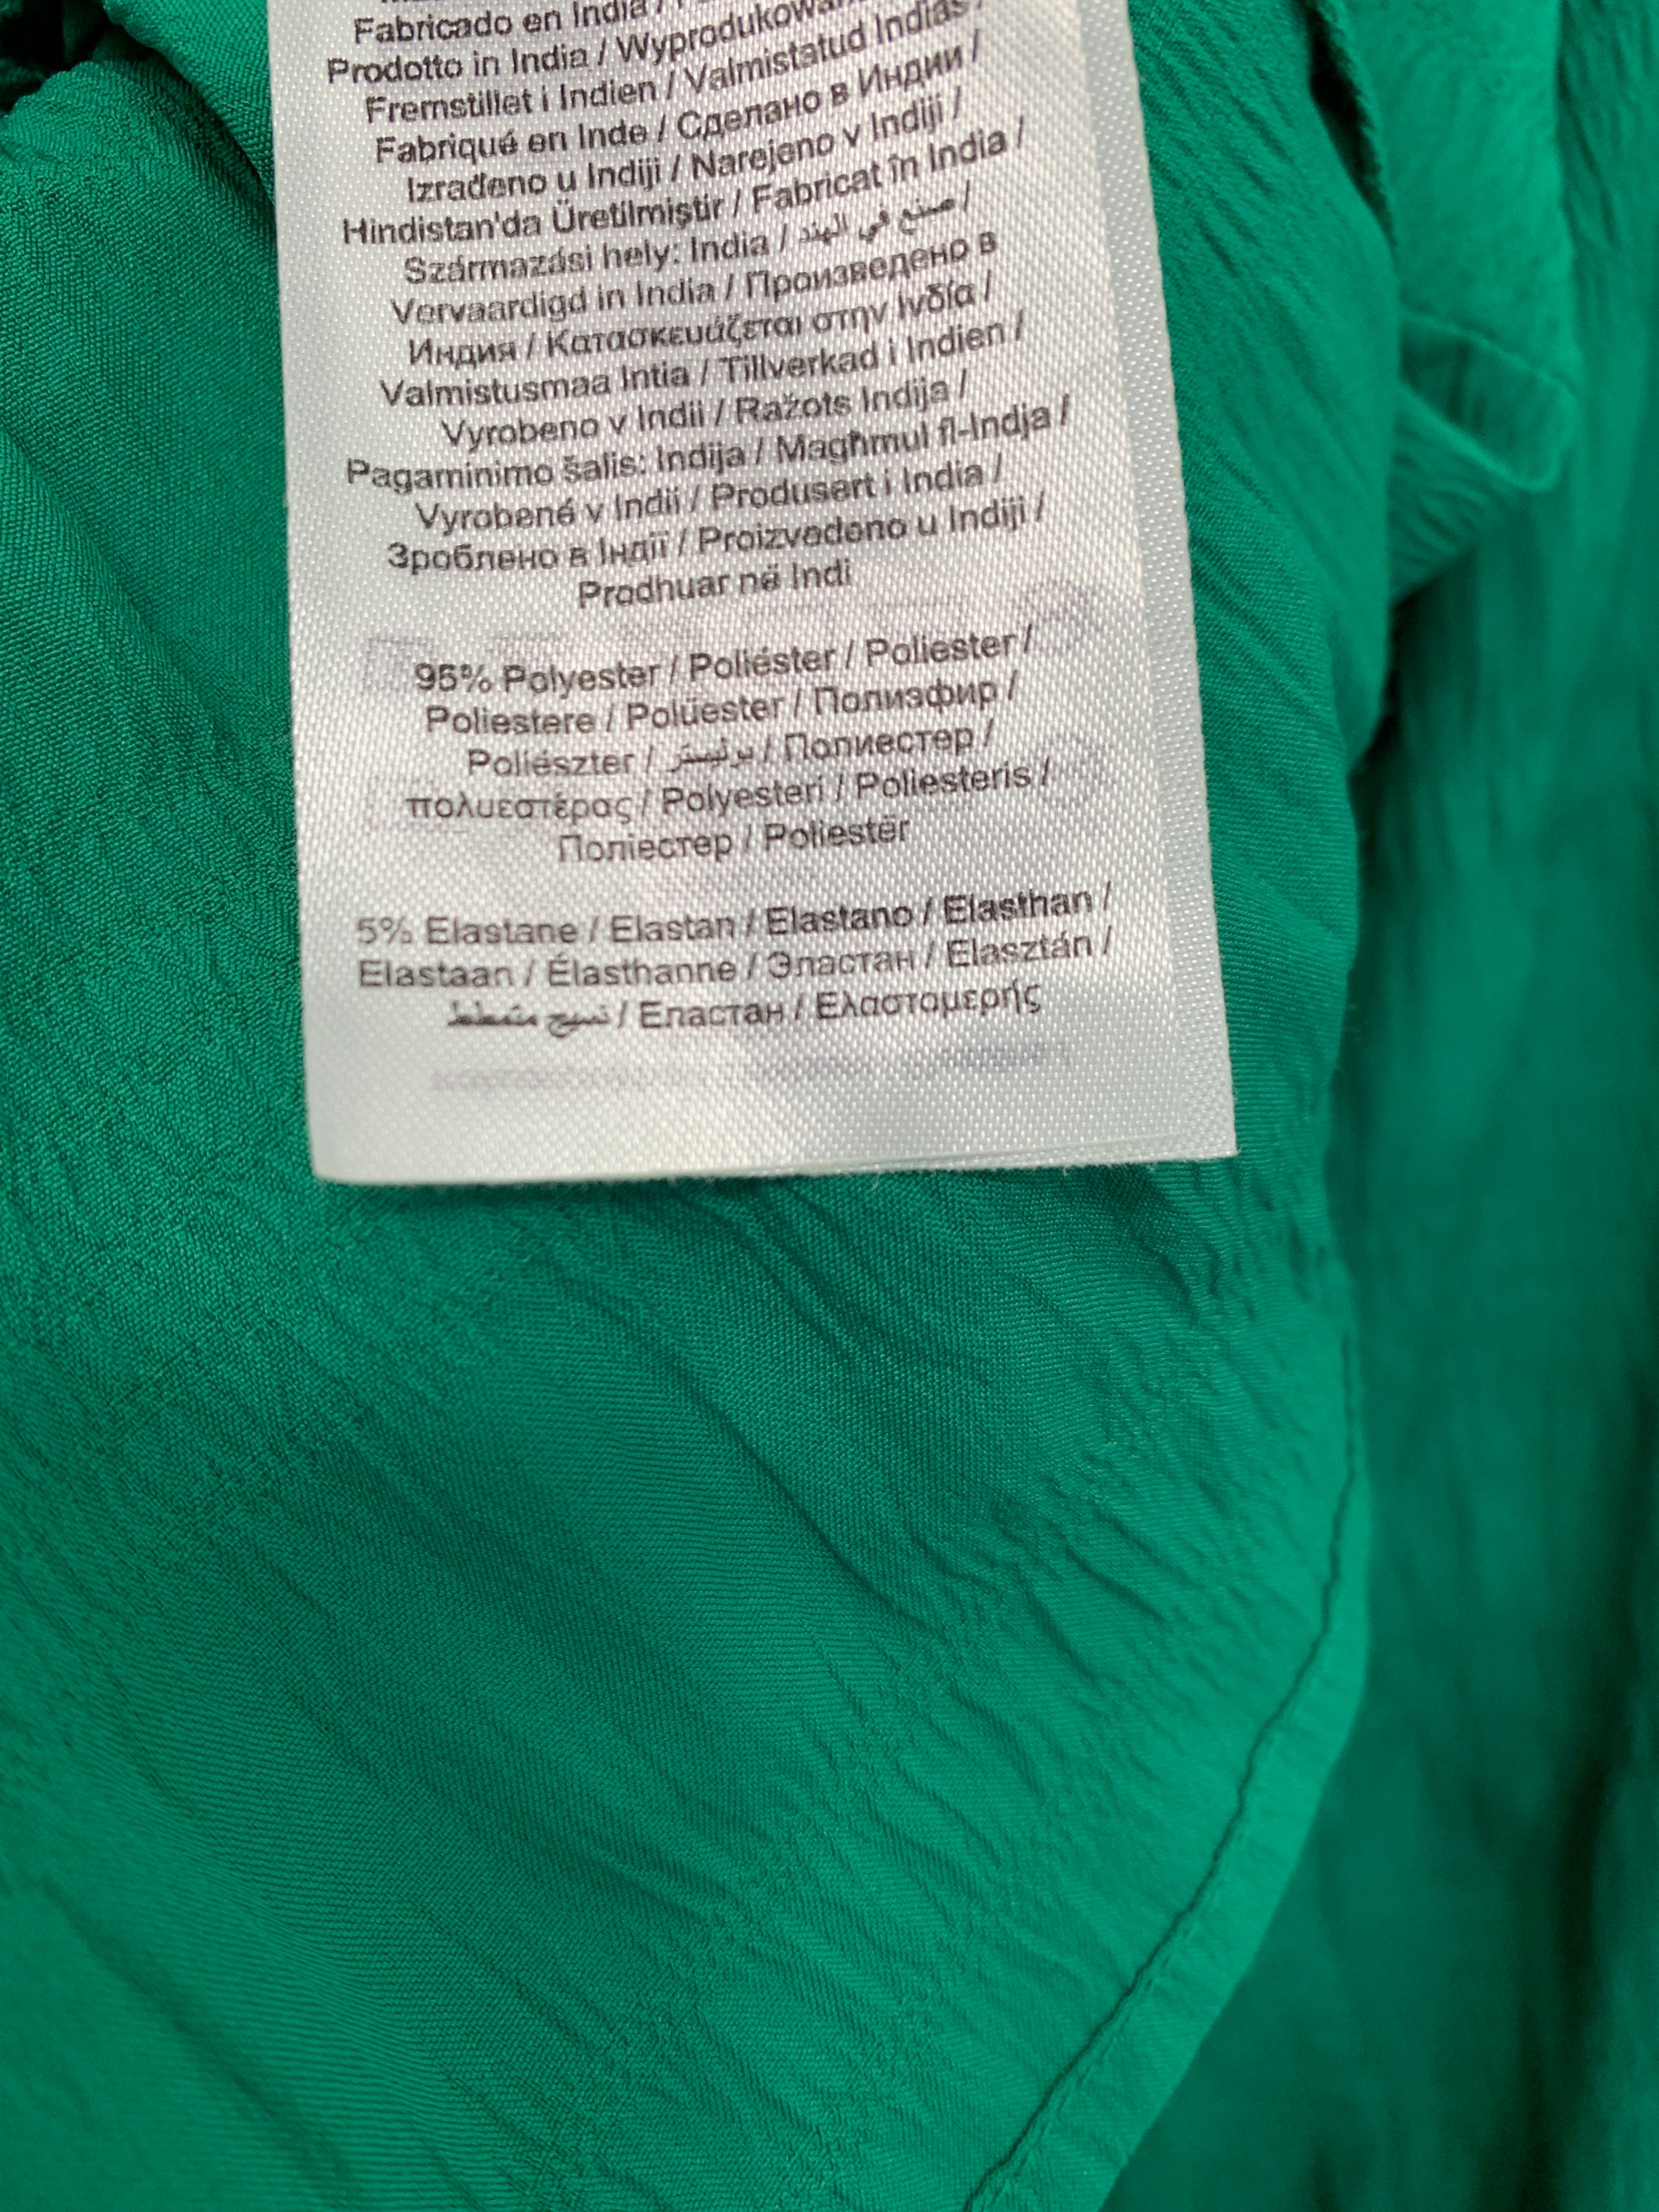 Fabricado en India /
Prodotto in India / Wyprodukowan
Fremstillet i Indien / Valmistatud Indias /
Fabriqué en Inde / Сделано в Индии /
Izrađeno u Indiji / Narejeno v Indiji /
Hindistan'da Üretilmiştir / Fabricat în India /
Származási hely: India / صنع في الهند /
Vervaardigd in India / Произведено в
Индия / Κατασκευάζεται στην Ινδία /
Valmistusmaa Intia / Tillverkad i Indien /
Vyrobeno v Indii / Ražots Indija /
Pagaminimo šalis: Indija / Magħmul fl-Indja /
Vyrobené v Indii / Produsert i India /
Зроблено в Індії / Proizvedeno u Indiji /
Prodhuar në Indi
95% Polyester / Poliéster / Poliester /
Poliestere / Polüester / Полиэфир /
Poliészter / بوليستر / Полиестер /
πολυεστέρας / Polyesteri / Poliesteris /
Поліестер / Poliestër
5% Elastane / Elastan / Elastano / Elasthan /
Elastaan / Élasthanne / Эластан / Elasztán /
نسيج مشطط / Еластан / Ελαστομερής